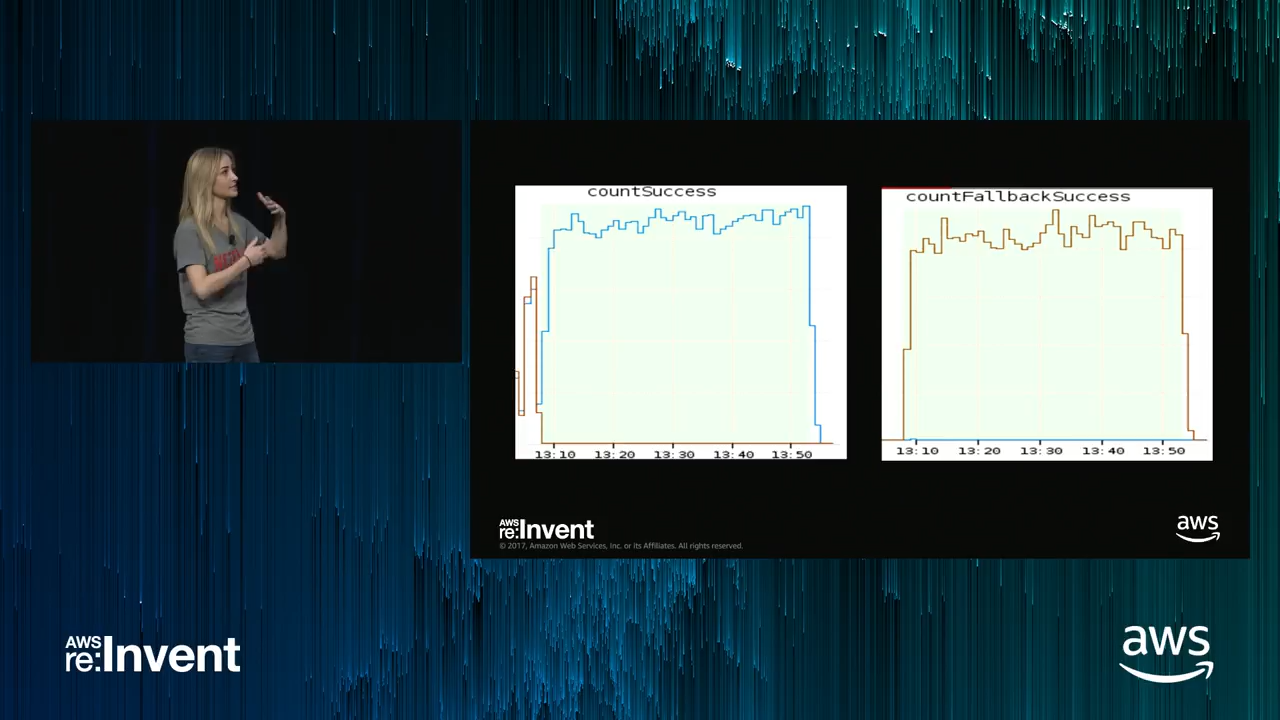 countSuccess
13:10 13:20 13:30 13:40 13:50
countFallbackSuccess
13:10 13:20 13:30 13:40 13:50
AWS
re:Invent
© 2017, Amazon Web Services, Inc. or its Affiliates. All rights reserved.
aws
AWS
re:Invent
aws